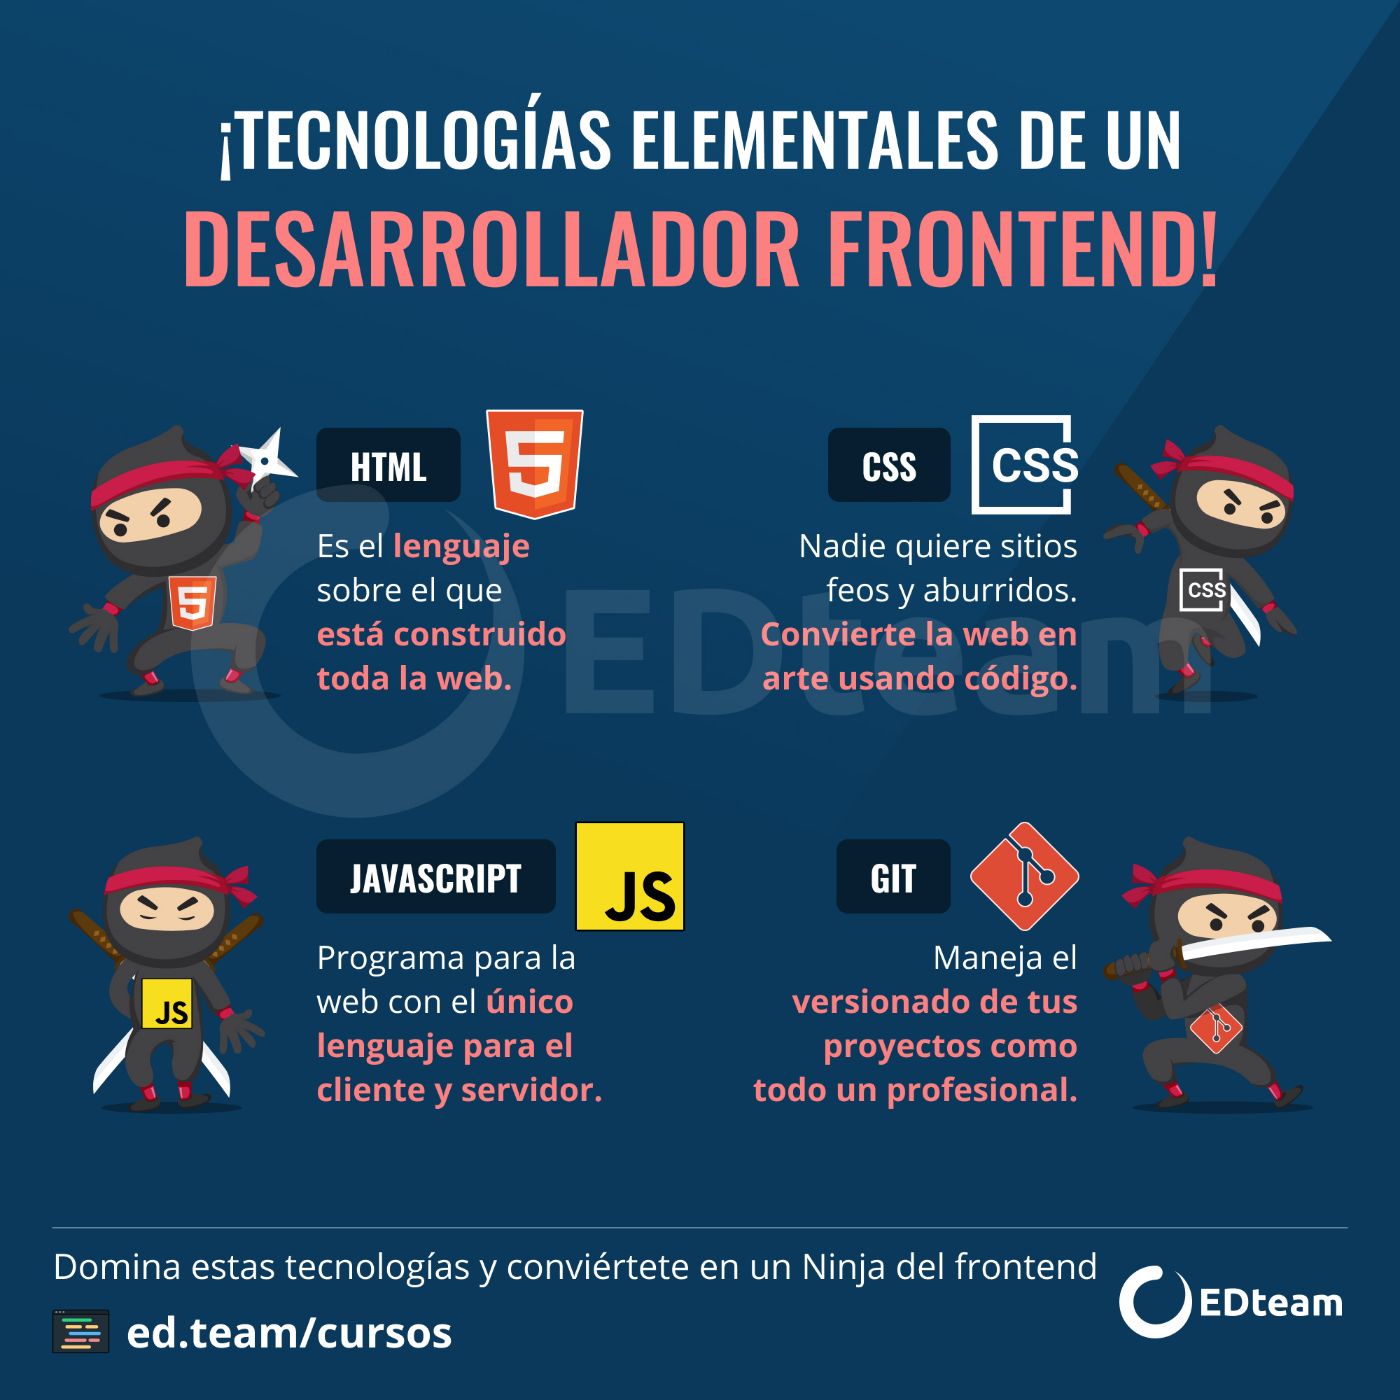 ¡TECNOLOGÍAS ELEMENTALES DE UN
DESARROLLADOR FRONTEND!
HTML
5
Es el lenguaje
sobre el que
está construido
toda la web.
5
CSS
CSS
Nadie quiere sitios
feos y aburridos.
Convierte la web en
arte usando código.
CSS
EDteam
JAVASCRIPT
JS
Programa para la
web con el único
lenguaje para el
cliente y servidor.
JS
GIT
Maneja el
versionado de tus
proyectos como
todo un profesional.
Domina estas tecnologías y conviértete en un Ninja del frontend
ed.team/cursos
EDteam